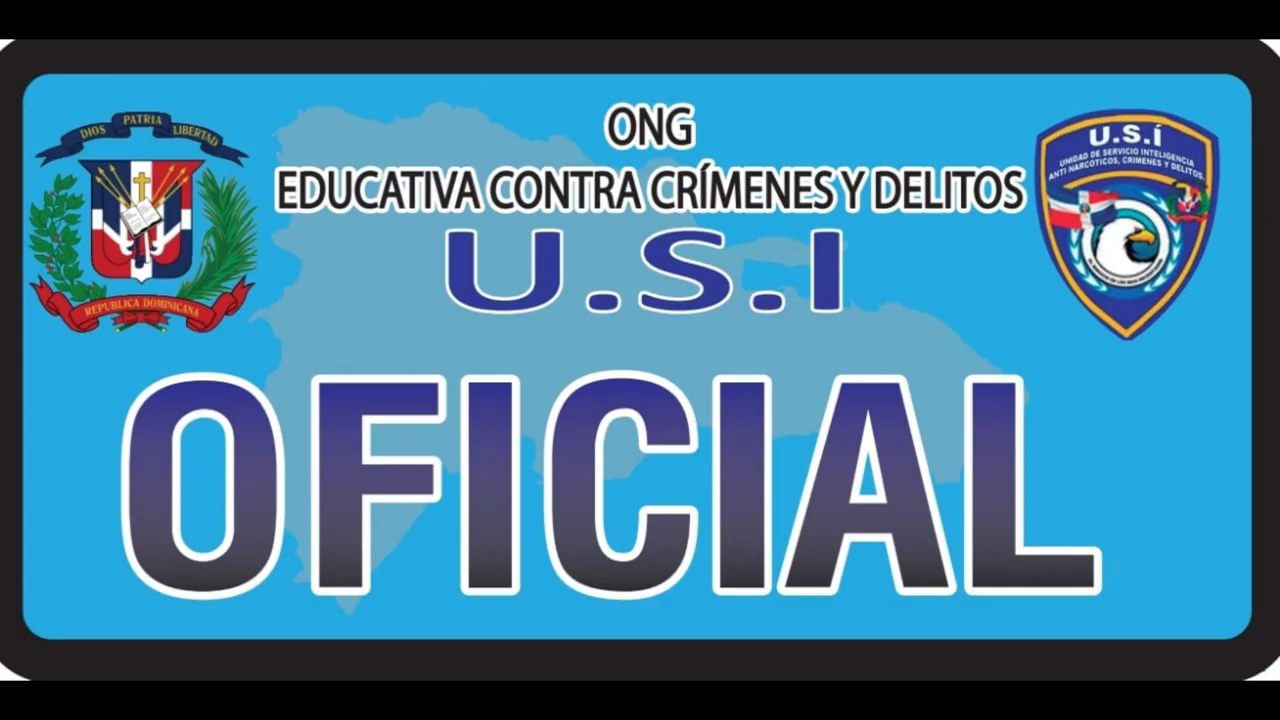 DIOS PATRIA LIBERTAD
REPUBLICA DOMINICANA
ONG
EDUCATIVA CONTRA CRÍMENES Y DELITOS
U.S.I
OFICIAL
U.S.í
UNIDAD DE SERVICIO INTELIGENCIA
ANTI NARCOTICOS, CRIMENES Y DELITOS.